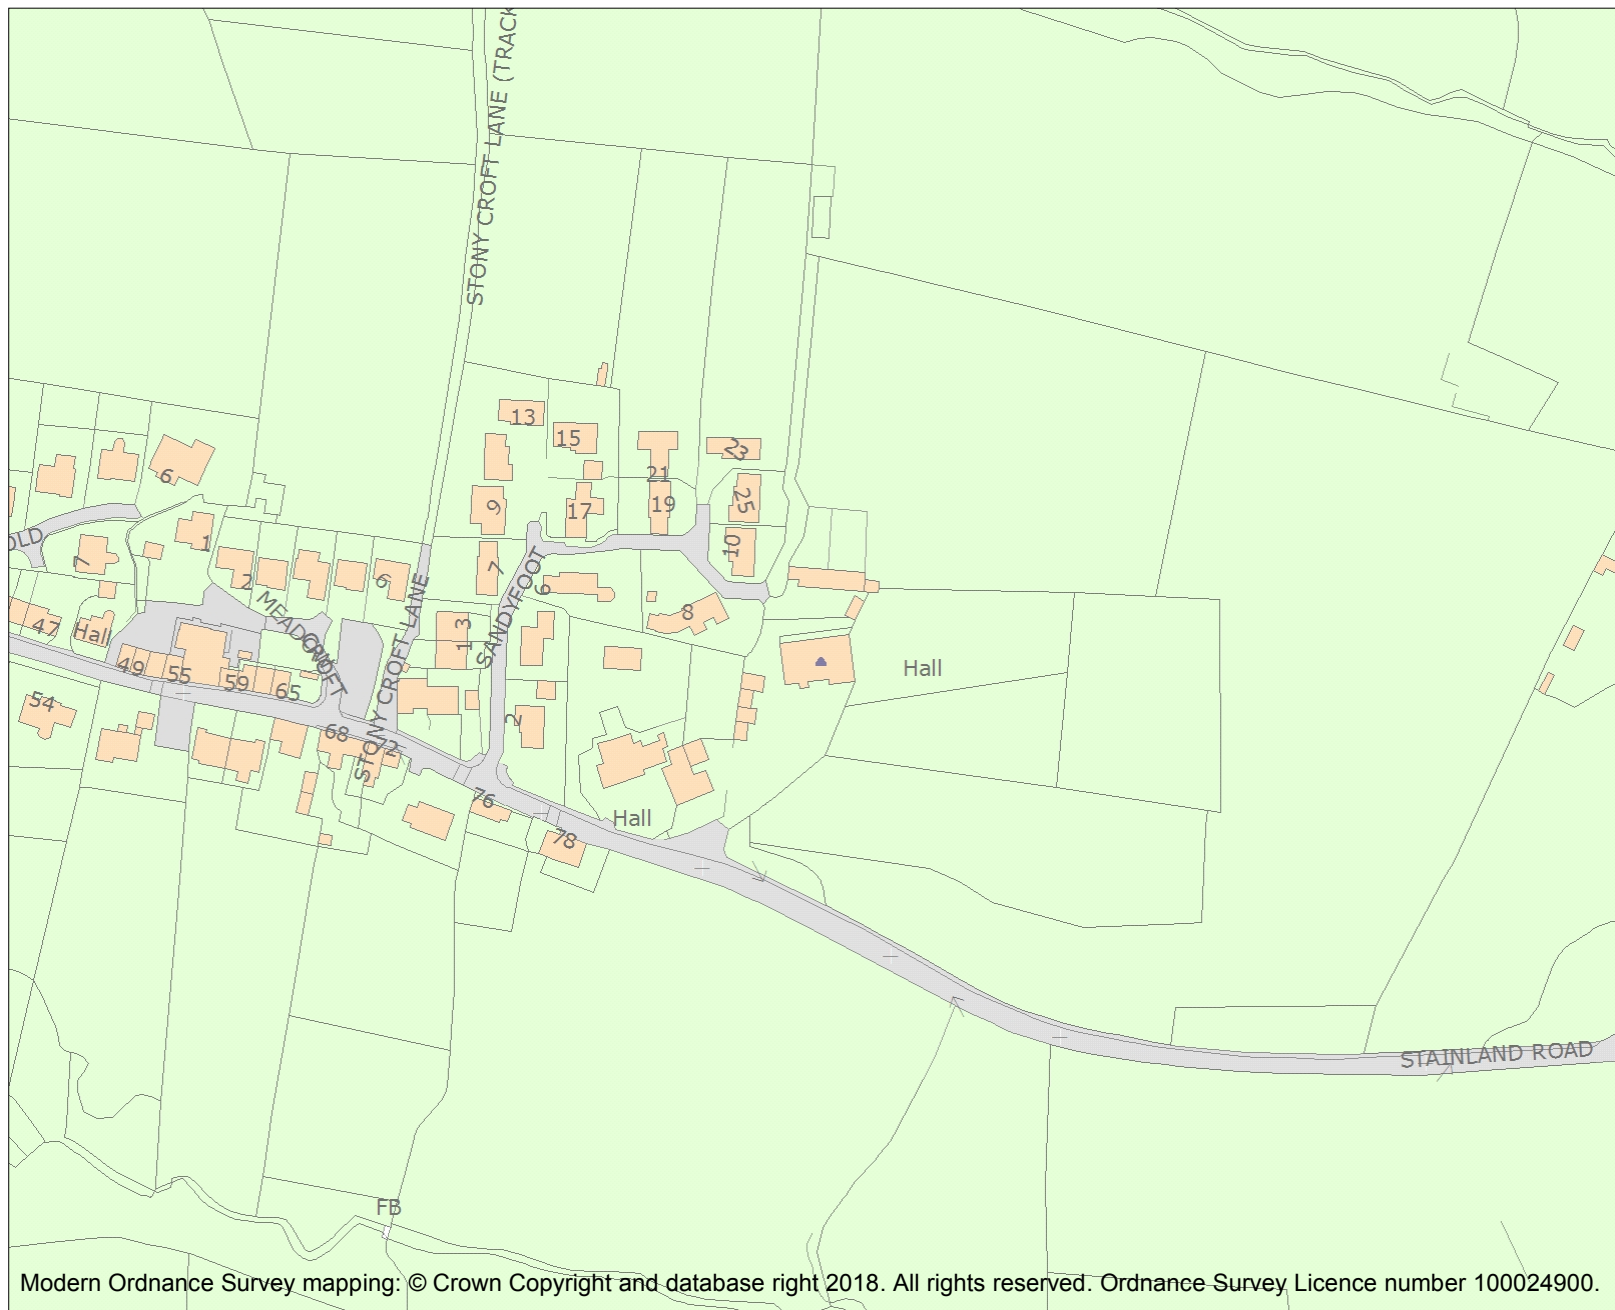 STONY CROFT LANE (TRACK
13
15
23
21
6
9
17
19
25
OLD
1
7
10
7
2
6
6
MEADOW
CROFT
SANDYFOOT
STONY CROFT LANE
8
47
Hall
3
1
49
55
59
65
Hall
54
2
68
72
76
Hall
78
STAINLAND ROAD
FB
Modern Ordnance Survey mapping: © Crown Copyright and database right 2018. All rights reserved. Ordnance Survey Licence number 100024900.